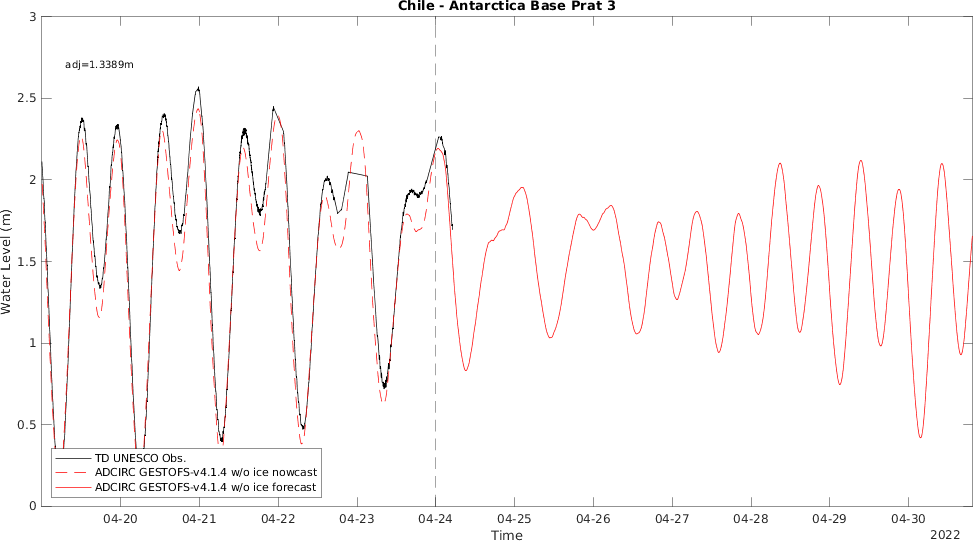 Chile - Antarctica Base Prat 3
adj=1.3389m
Water Level (m)
3
2.5
2
1.5
1
0.5
0
TD UNESCO Obs.
ADCIRC GESTOFS-v4.1.4 w/o ice nowcast
ADCIRC GESTOFS-v4.1.4 w/o ice forecast
04-20 04-21 04-22 04-23 04-24 04-25 04-26 04-27 04-28 04-29 04-30
Time
2022